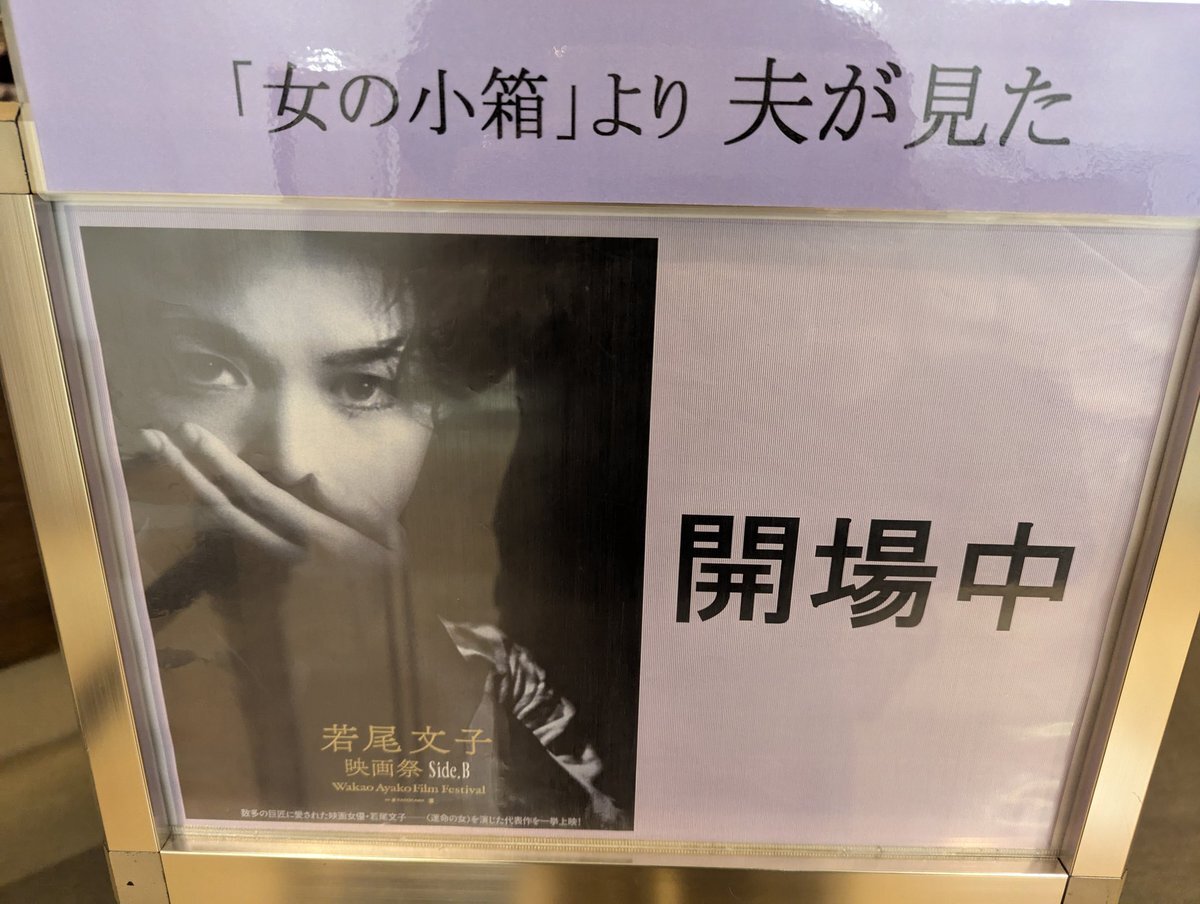 「女の小箱」より 夫が見た
開場中
若尾文子
映画祭 Side.B
Wakao Ayako Film Festival
数多の巨匠に愛された映画女優・若尾文子──〈運命の女〉を演じた代表作を一挙上映!